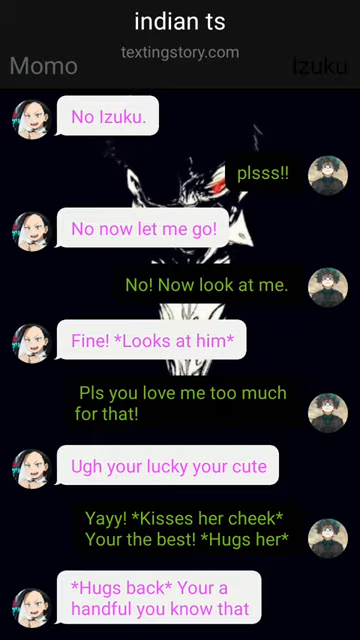 indian ts
textingstory.com
Momo
Izuku
No Izuku.
plsss!!
No now let me go!
No! Now look at me.
Fine! *Looks at him*
Pls you love me too much
for that!
Ugh your lucky your cute
Yayy! *Kisses her cheek*
Your the best! *Hugs her*
*Hugs back* Your a
handful you know that